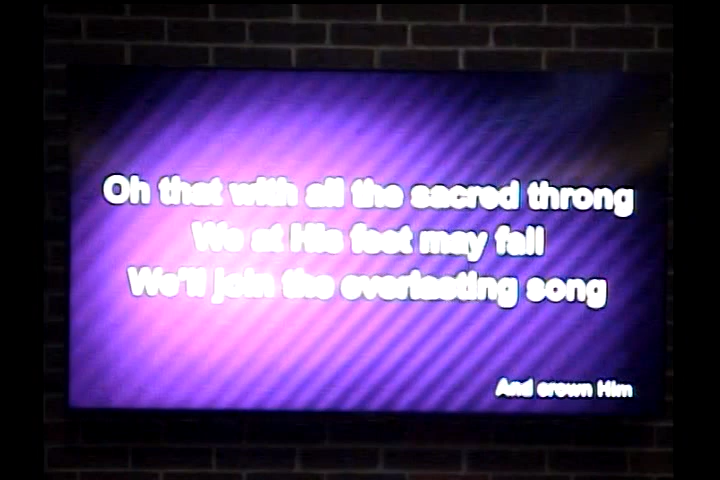 Oh that with all the sacred throng
We at His feet may fall
We'll join the everlasting song
And crown Him